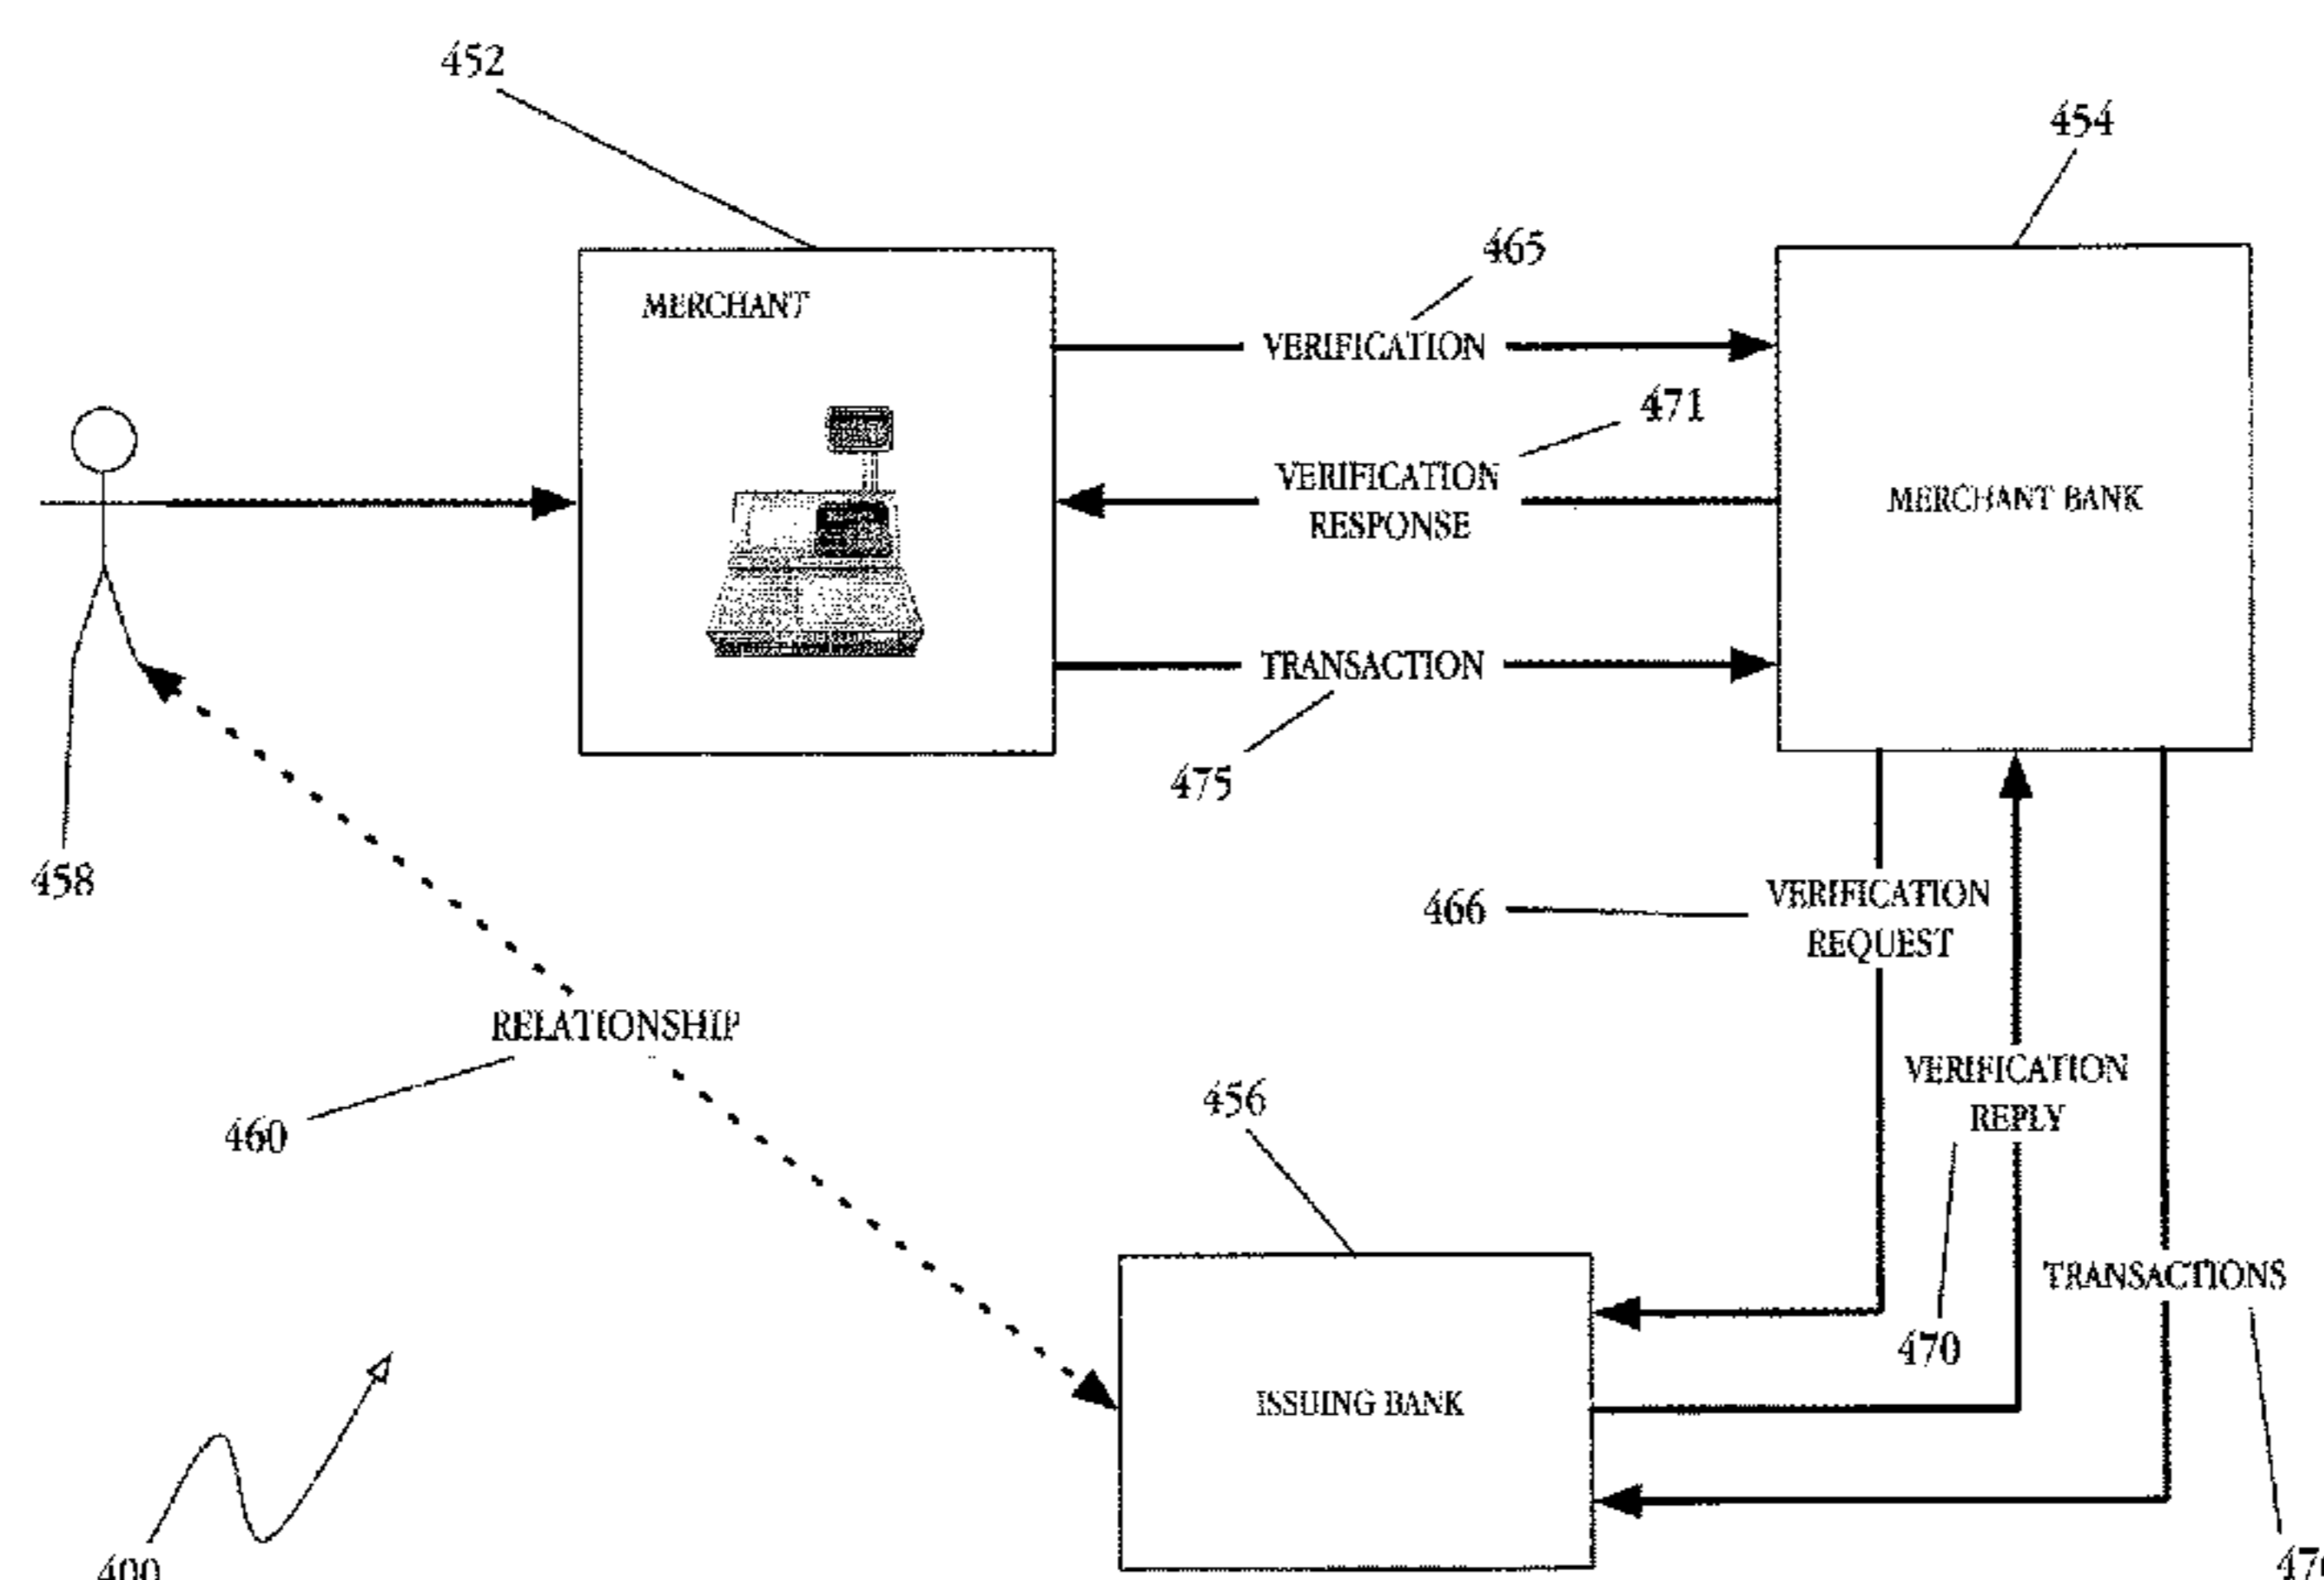 452
454
465
MERCHANT
VERIFICATION
471
VERIFICATION
RESPONSE
MERCHANT BANK
TRANSACTION
475
458
466
VERIFICATION
REQUEST
RELATIONSHIP
460
VERIFICATION
REPLY
456
TRANSACTIONS
470
ISSUING BANK
400